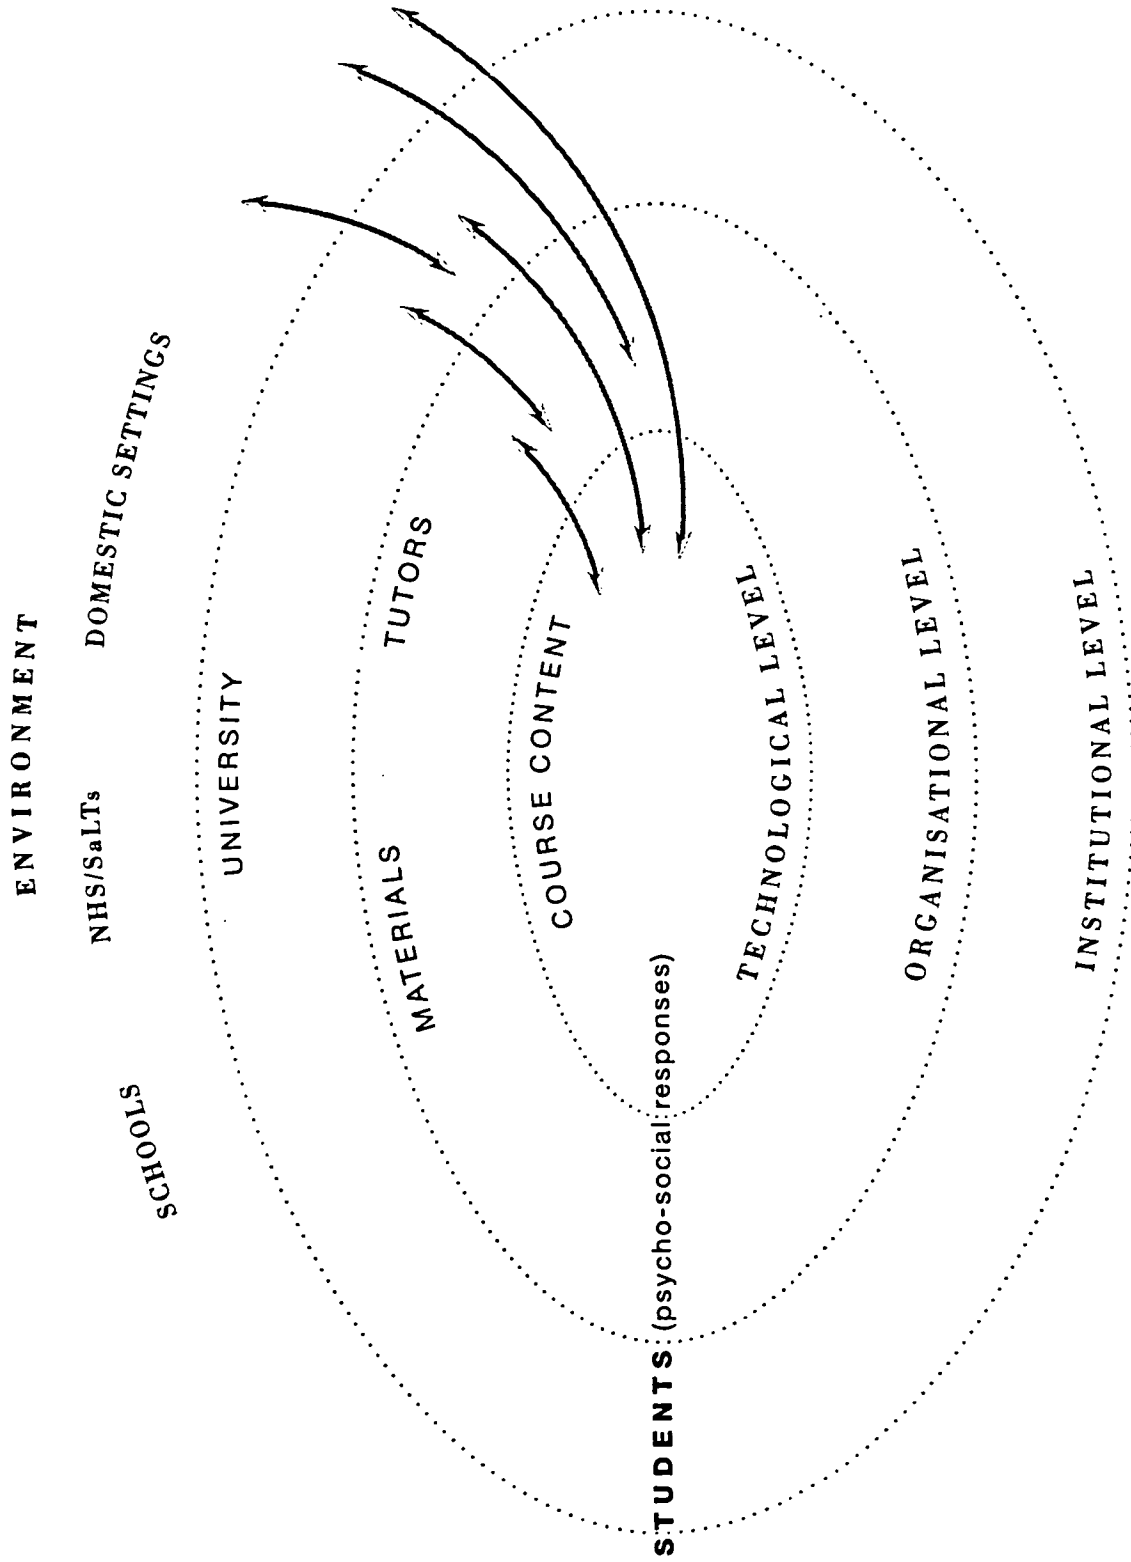 ENVIRONMENT
SCHOOLS
NHS/SaLTs
DOMESTIC SETTINGS
UNIVERSITY
MATERIALS
TUTORS
COURSE CONTENT
STUDENTS (psycho-social responses)
TECHNOLOGICAL LEVEL
ORGANISATIONAL LEVEL
INSTITUTIONAL LEVEL